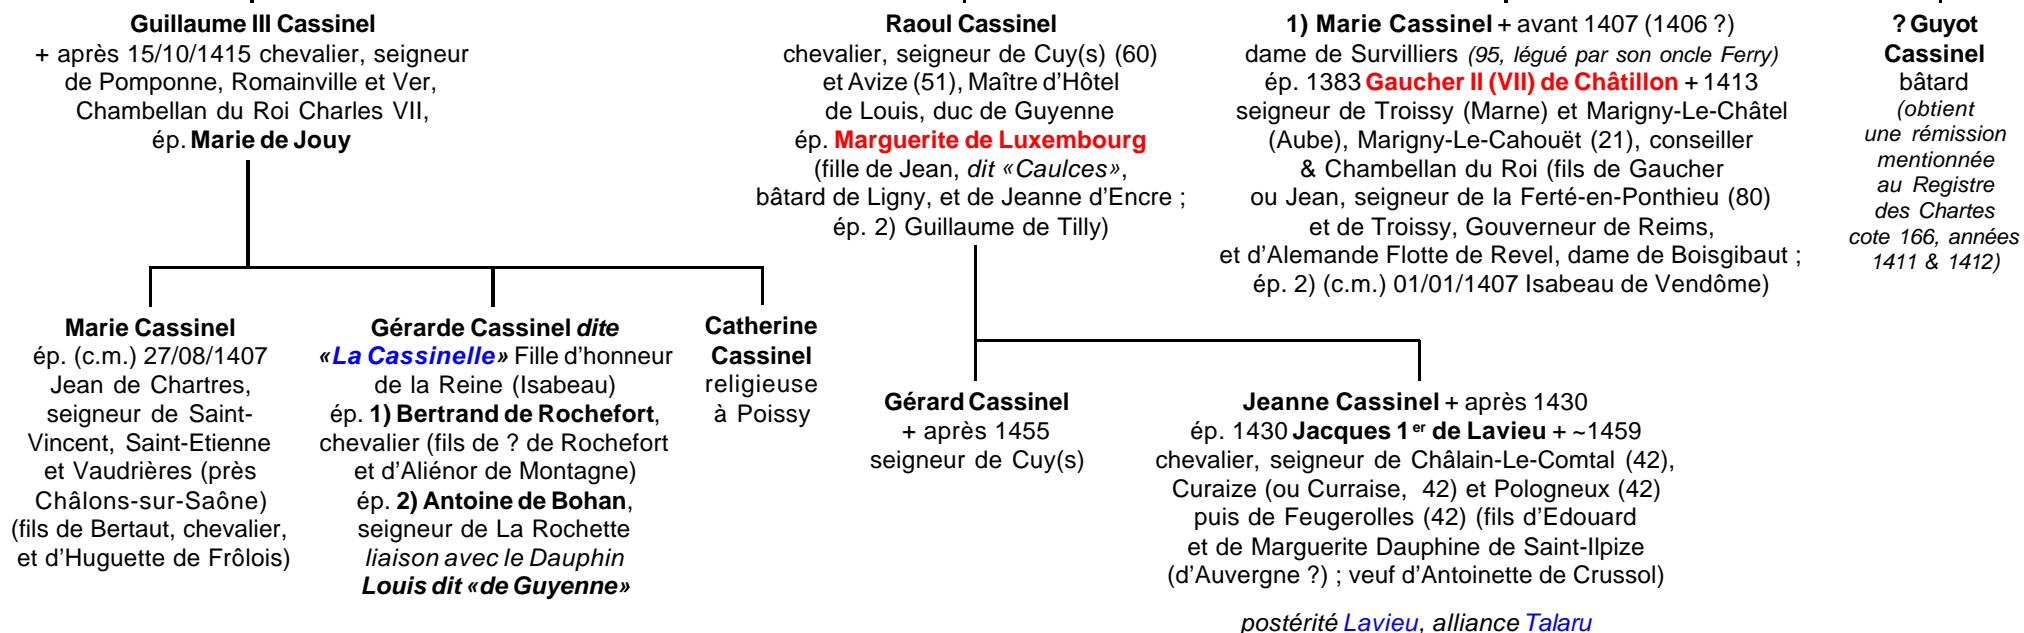 Guillaume III Cassinel
+ après 15/10/1415 chevalier, seigneur
de Pomponne, Romainville et Ver,
Chambellan du Roi Charles VII,
ép. Marie de Jouy
Raoul Cassinel
chevalier, seigneur de Cuy(s) (60)
et Avize (51), Maître d’Hôtel
de Louis, duc de Guyenne
ép. Marguerite de Luxembourg
(fille de Jean, dit «Caulces»,
bâtard de Ligny, et de Jeanne d’Encre ;
ép. 2) Guillaume de Tilly)
1) Marie Cassinel + avant 1407 (1406 ?)
dame de Survilliers (95, légué par son oncle Ferry)
ép. 1383 Gaucher II (VII) de Châtillon + 1413
seigneur de Troissy (Marne) et Marigny-Le-Châtel
(Aube), Marigny-Le-Cahouët (21), conseiller
& Chambellan du Roi (fils de Gaucher
ou Jean, seigneur de la Ferté-en-Ponthieu (80)
et de Troissy, Gouverneur de Reims,
et d’Alemande Flotte de Revel, dame de Boisgibaut ;
ép. 2) (c.m.) 01/01/1407 Isabeau de Vendôme)
? Guyot
Cassinel
bâtard
(obtient
une rémission
mentionnée
au Registre
des Chartes
cote 166, années
1411 & 1412)
Marie Cassinel
ép. (c.m.) 27/08/1407
Jean de Chartres,
seigneur de Saint-
Vincent, Saint-Etienne
et Vaudrières (près
Châlons-sur-Saône)
(fils de Bertaut, chevalier,
et d’Huguette de Frôlois)
Gérarde Cassinel dite
«La Cassinelle» Fille d’honneur
de la Reine (Isabeau)
ép. 1) Bertrand de Rochefort,
chevalier (fils de ? de Rochefort
et d’Aliénor de Montagne)
ép. 2) Antoine de Bohan,
seigneur de La Rochette
liaison avec le Dauphin
Louis dit «de Guyenne»
Catherine
Cassinel
religieuse
à Poissy
Gérard Cassinel
+ après 1455
seigneur de Cuy(s)
Jeanne Cassinel + après 1430
ép. 1430 Jacques 1er de Lavieu + ~1459
chevalier, seigneur de Châlain-Le-Comtal (42),
Curaize (ou Curraise, 42) et Pologneux (42)
puis de Feugerolles (42) (fils d’Edouard
et de Marguerite Dauphine de Saint-Ilpize
(d’Auvergne ?) ; veuf d’Antoinette de Crussol)
postérité Lavieu, alliance Talaru